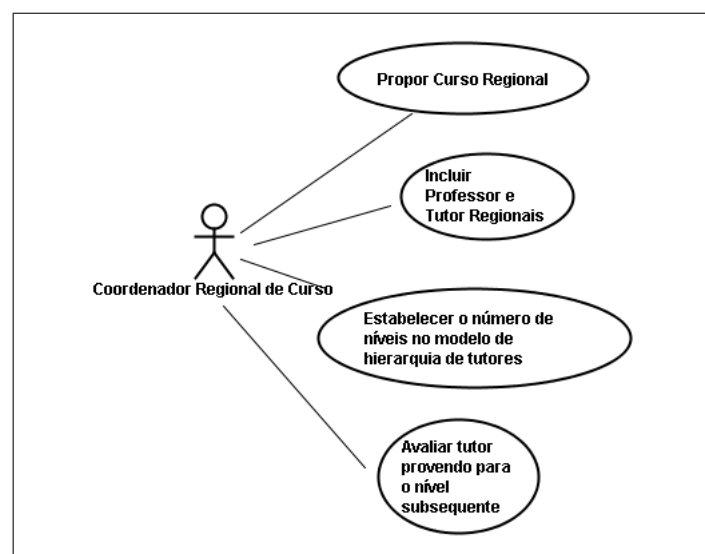 Propor Curso Regional
Incluir
Professor e
Tutor Regionais
Coordenador Regional de Curso
Estabelecer o número de
níveis no modelo de
hierarquia de tutores
Avaliar tutor
provendo para
o nível
subsequente